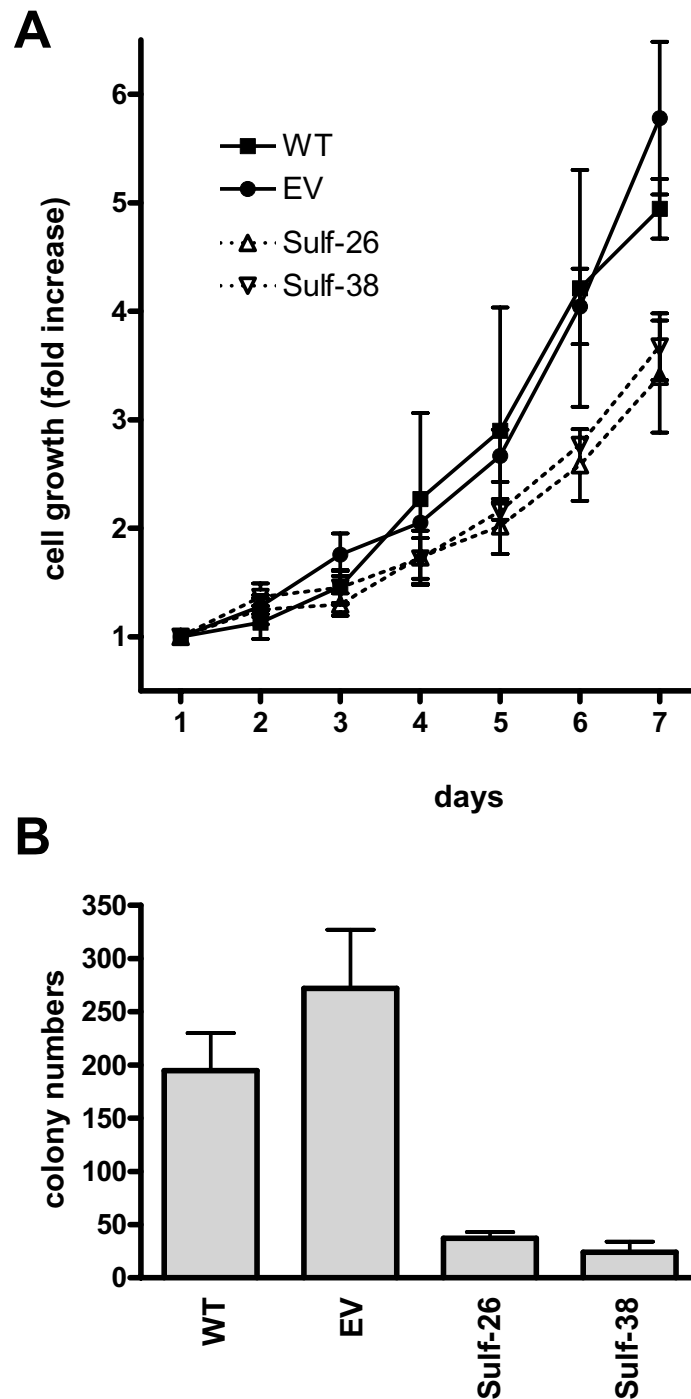 A
cell growth (fold increase)
6
5
4
3
2
1
WT
EV
Sulf-26
Sulf-38
1 2 3 4 5 6 7
days
B
colony numbers
350
300
250
200
150
100
50
0
WT
EV
Sulf-26
Sulf-38